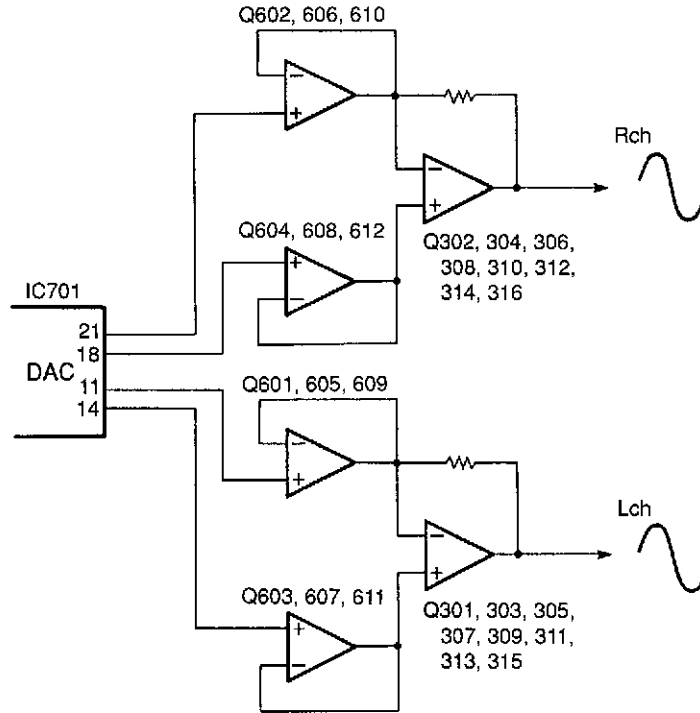 Q602, 606, 610
−
+
Rch
−
+
Q604, 608, 612
+
−
Q302, 304, 306,
308, 310, 312,
314, 316
IC701
21
18
DAC
11
14
Q601, 605, 609
−
+
Lch
−
+
Q603, 607, 611
+
−
Q301, 303, 305,
307, 309, 311,
313, 315